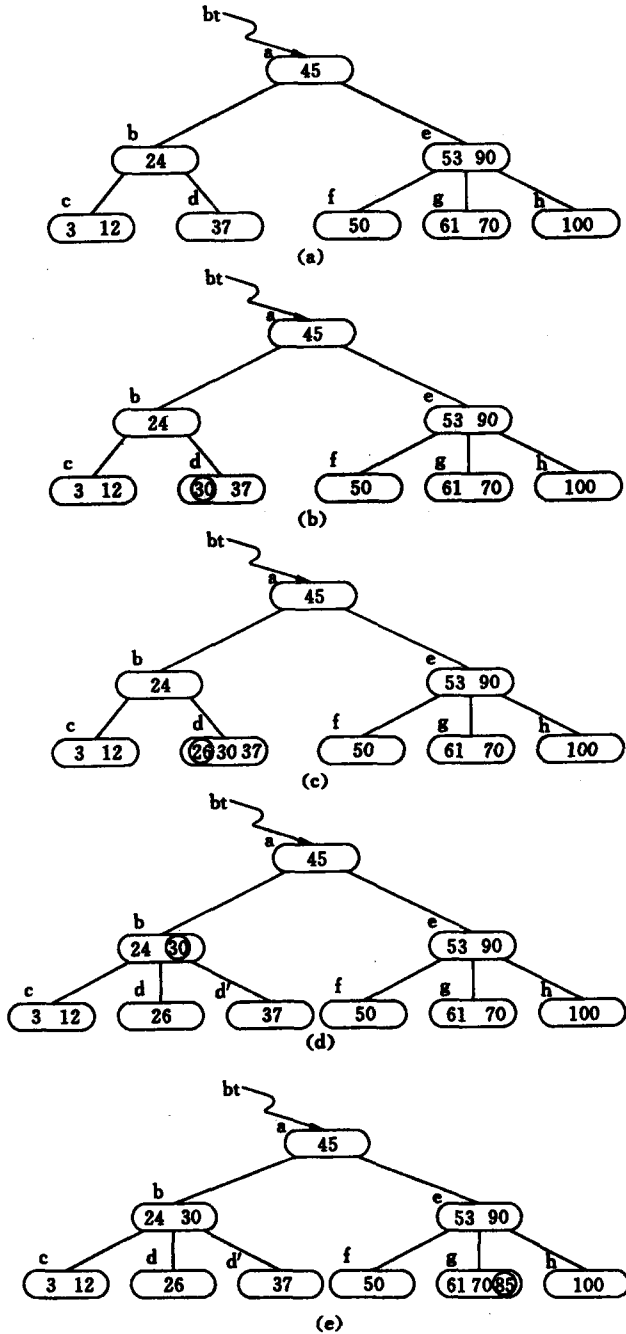 bt
a
45
b e
24 53 90
c d f g h
3 12 37 50 61 70 100
(a)
bt
a
45
b e
24 53 90
c d f g h
3 12 30 37 50 61 70 100
(b)
bt
a
45
b e
24 53 90
c d f g h
3 12 26 30 37 50 61 70 100
(c)
bt
a
45
b e
24 30 53 90
c d d' f g h
3 12 26 37 50 61 70 100
(d)
bt
a
45
b e
24 30 53 90
c d d' f g h
3 12 26 37 50 61 70 85 100
(e)